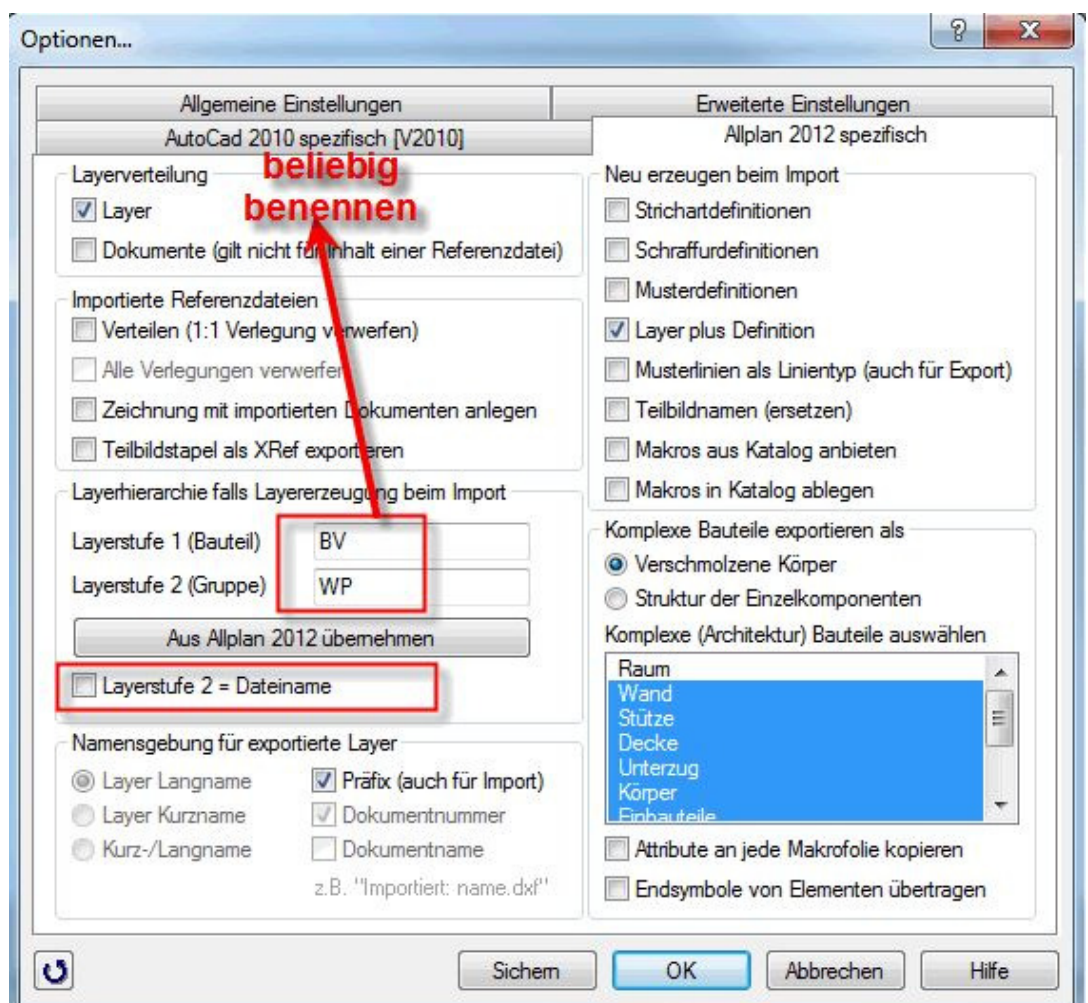 Optionen...
Allgemeine Einstellungen
Erweiterte Einstellungen
AutoCad 2010 spezifisch [V2010]
Allplan 2012 spezifisch
beliebig
benennen
Layerverteilung
Layer
Dokumente (gilt nicht für Inhalt einer Referenzdatei)
Importierte Referenzdateien
Verteilen (1:1 Verlegung verwerfen)
Alle Verlegungen verwerfen
Zeichnung mit importierten Dokumenten anlegen
Teilbildstapel als XRef exportieren
Layerhierarchie falls Layererzeugung beim Import
Layerstufe 1 (Bauteil) BV
Layerstufe 2 (Gruppe) WP
Aus Allplan 2012 übernehmen
Layerstufe 2 = Dateiname
Namensgebung für exportierte Layer
Layer Langname
Präfix (auch für Import)
Layer Kurzname
Dokumentnummer
Kurz-/Langname
Dokumentname
z.B. "Importiert: name.dxf"
Neu erzeugen beim Import
Strichartdefinitionen
Schraffurdefinitionen
Musterdefinitionen
Layer plus Definition
Musterlinien als Linientyp (auch für Export)
Teilbildnamen (ersetzen)
Makros aus Katalog anbieten
Makros in Katalog ablegen
Komplexe Bauteile exportieren als
Verschmolzene Körper
Struktur der Einzelkomponenten
Komplexe (Architektur) Bauteile auswählen
Raum
Wand
Stütze
Decke
Unterzug
Körper
Einbauteile
Attribute an jede Makrofolie kopieren
Endsymbole von Elementen übertragen
Sichern
OK
Abbrechen
Hilfe